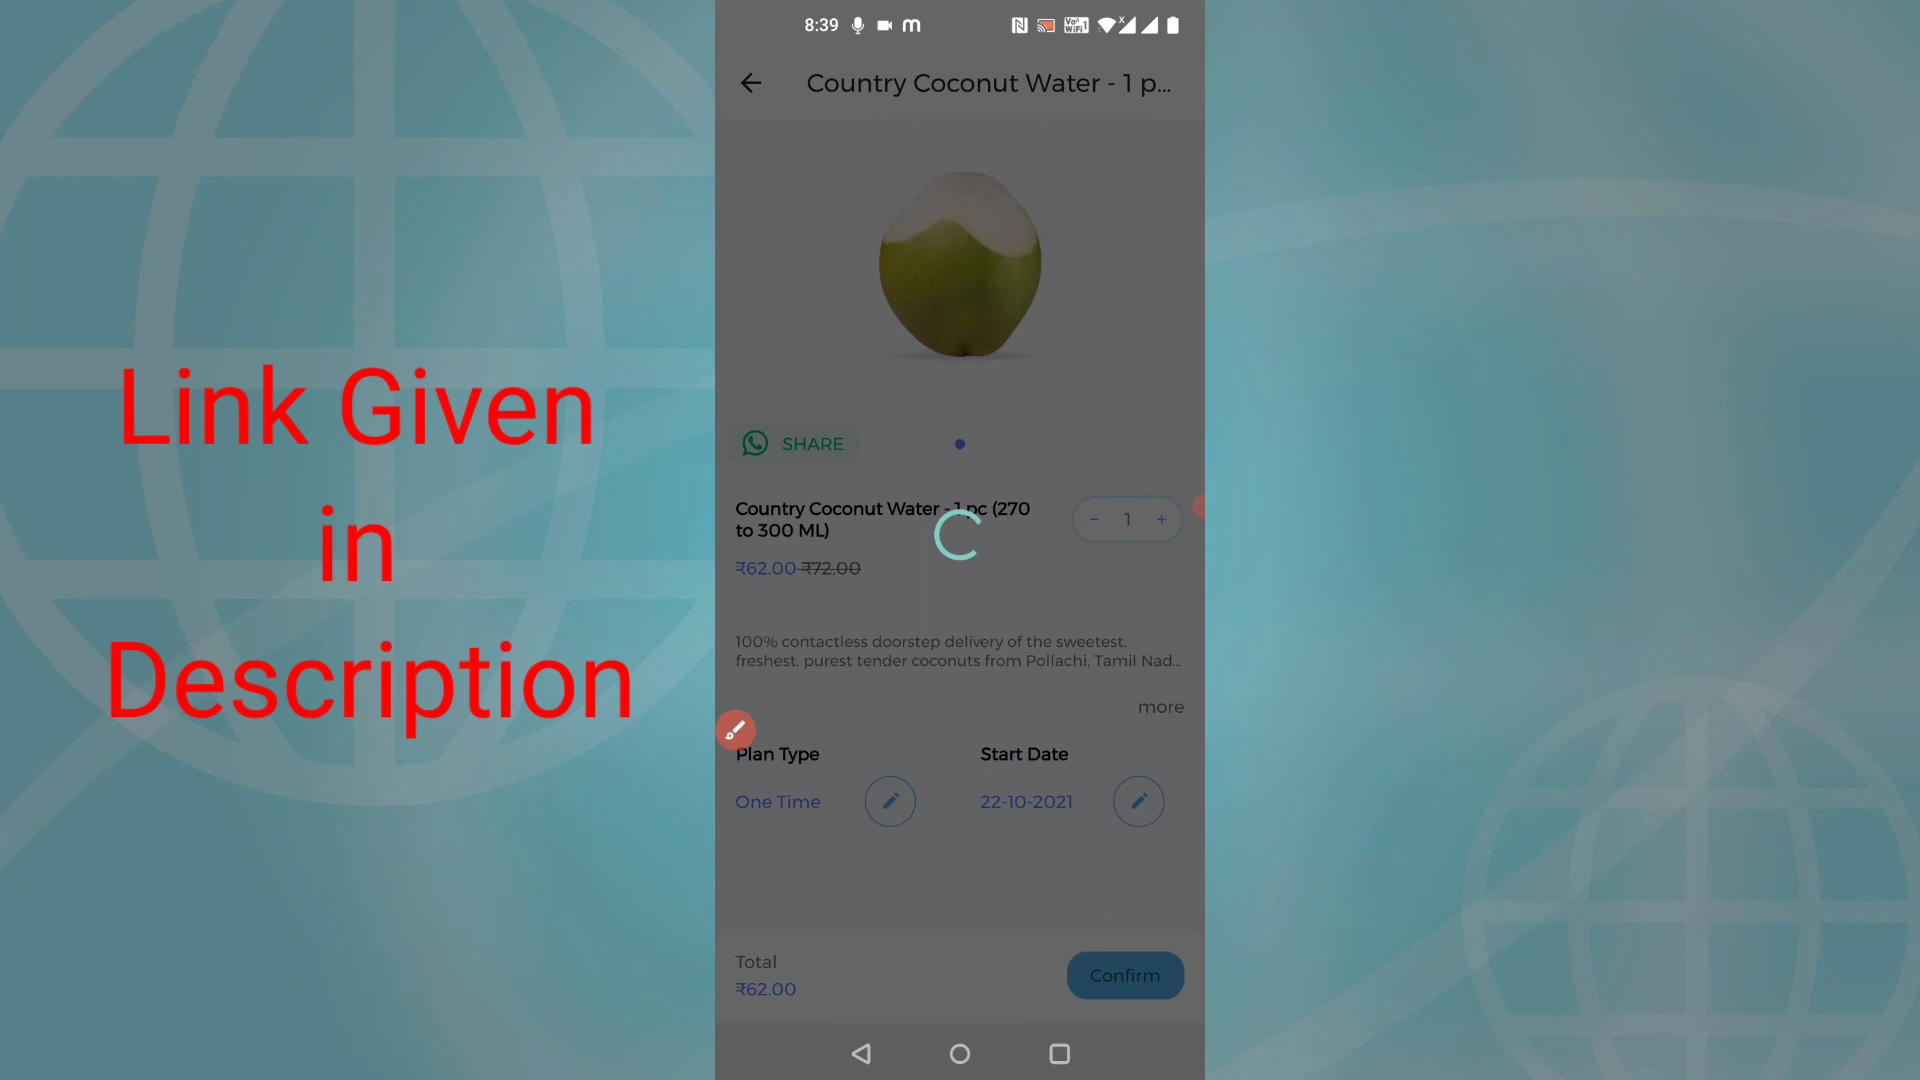 8:39
Country Coconut Water - 1 p...
SHARE
Country Coconut Water - 1 pc (270
to 300 ML)
− 1 +
₹62.00 ₹72.00
100% contactless doorstep delivery of the sweetest,
freshest, purest tender coconuts from Pollachi, Tamil Nad...
more
Plan Type
Start Date
One Time
22-10-2021
Total
₹62.00
Confirm
Link Given
in
Description